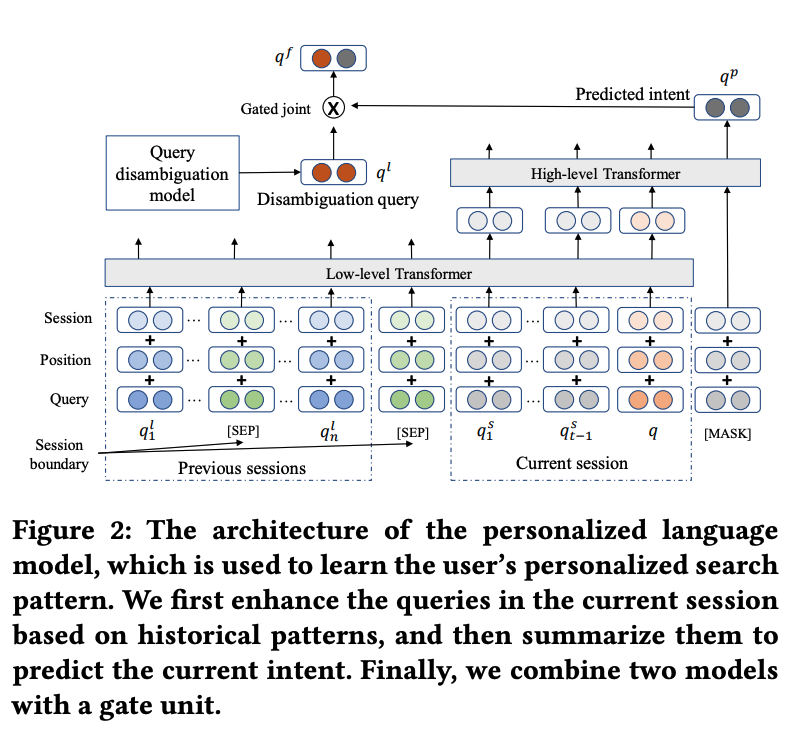 q^f
q^p
Gated joint
X
Predicted intent
Query
disambiguation
model
q^l
Disambiguation query
High-level Transformer
Low-level Transformer
Session
+ + + + + + + +
Position
+ + + + + + + +
Query
... ... ...
q_1^l [SEP] q_n^l [SEP] q_1^s q_{t-1}^s q [MASK]
Session
boundary
Previous sessions
Current session
Figure 2: The architecture of the personalized language
model, which is used to learn the user's personalized search
pattern. We first enhance the queries in the current session
based on historical patterns, and then summarize them to
predict the current intent. Finally, we combine two models
with a gate unit.